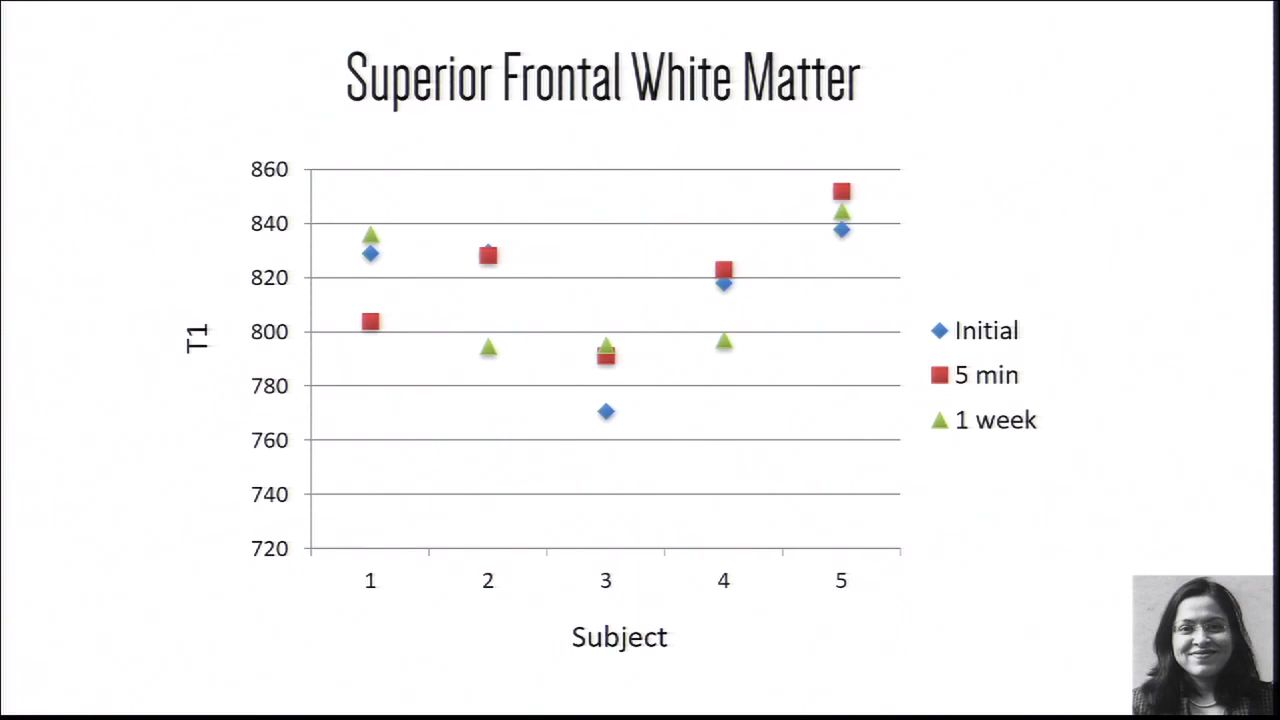 Superior Frontal White Matter
860
840
820
800
780
760
740
720
T1
1 2 3 4 5
Subject
Initial
5 min
1 week